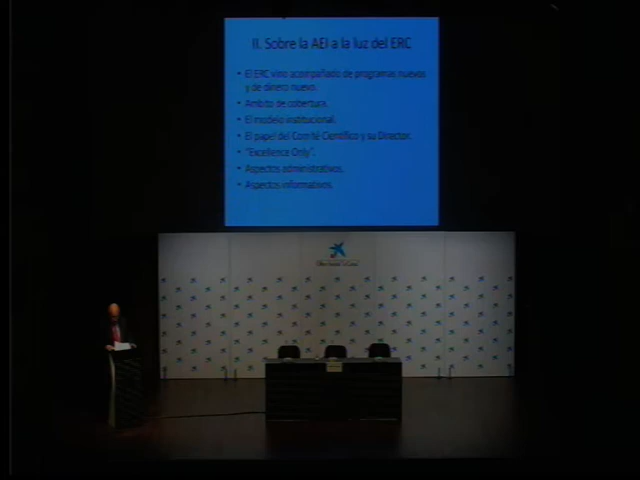 II. Sobre la AEI a la luz del ERC
• El ERC vino acompañado de programas nuevos
y de dinero nuevo.
• Ambito de cobertura.
• El modelo institucional.
• El papel del Comité Científico y su Director.
• "Excellence Only".
• Aspectos administrativos.
• Aspectos informativos.